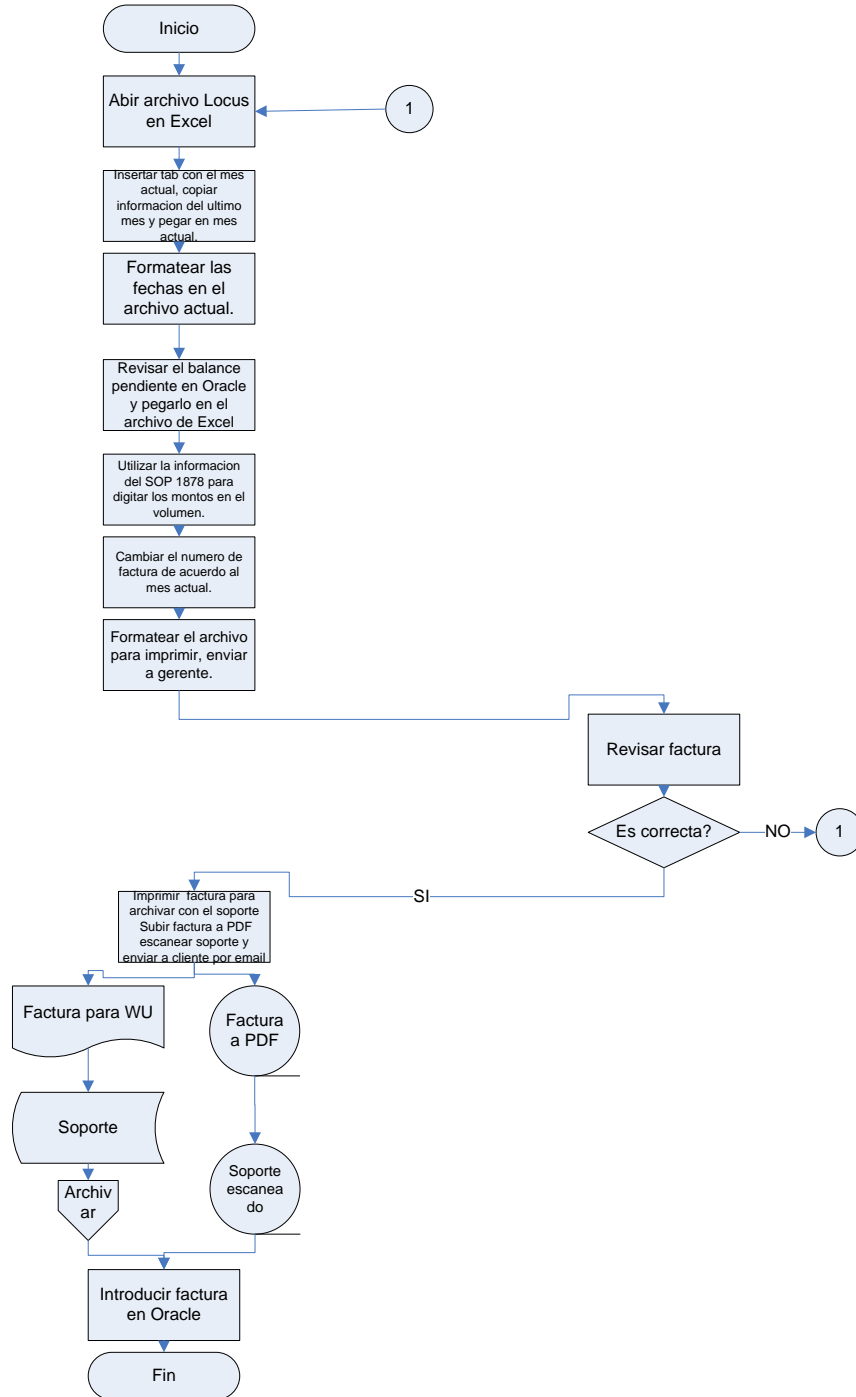 Inicio
Abir archivo Locus
en Excel
1
Insertar tab con el mes
actual, copiar
informacion del ultimo
mes y pegar en mes
actual.
Formatear las
fechas en el
archivo actual.
Revisar el balance
pendiente en Oracle
y pegarlo en el
archivo de Excel
Utilizar la informacion
del SOP 1878 para
digitar los montos en el
volumen.
Cambiar el numero de
factura de acuerdo al
mes actual.
Formatear el archivo
para imprimir, enviar
a gerente.
Revisar factura
Es correcta?
NO
1
SI
Imprimir factura para
archivar con el soporte
Subir factura a PDF
escanear soporte y
enviar a cliente por email
Factura para WU
Factura
a PDF
Soporte
Soporte
escanea
do
Archiv
ar
Introducir factura
en Oracle
Fin